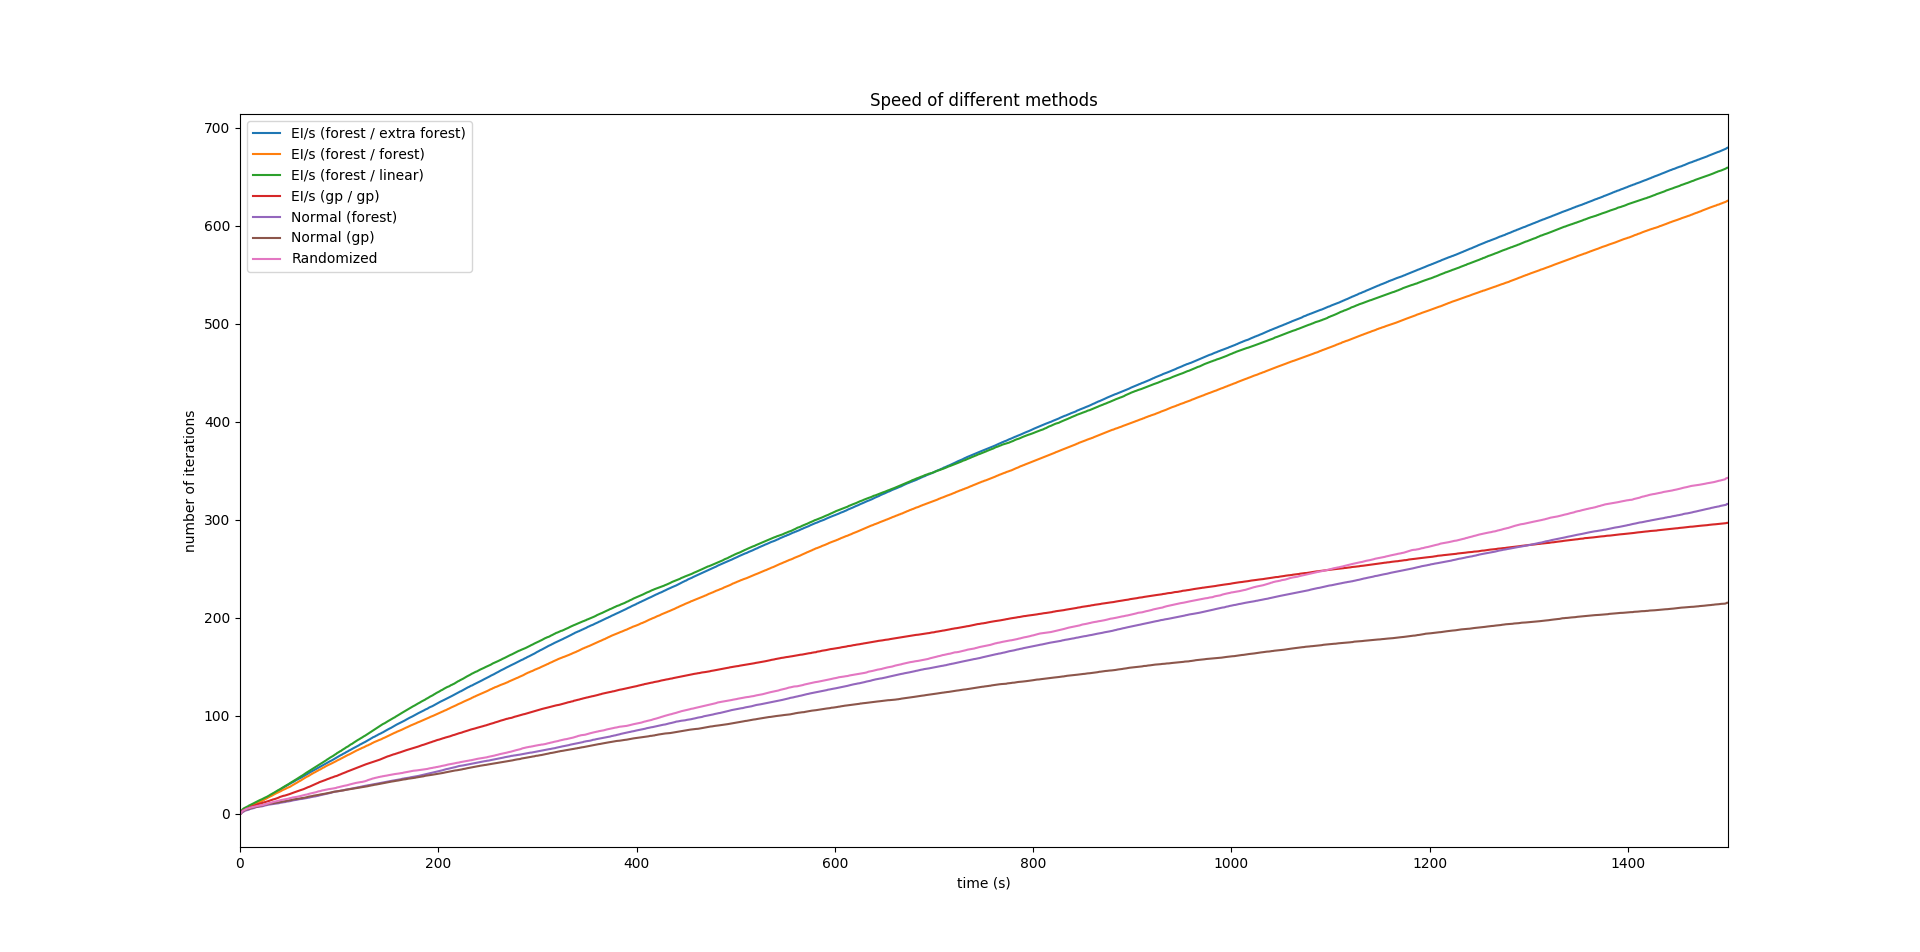 Speed of different methods
700
600
500
400
300
200
100
0
number of iterations
EI/s (forest / extra forest)
EI/s (forest / forest)
EI/s (forest / linear)
EI/s (gp / gp)
Normal (forest)
Normal (gp)
Randomized
0 200 400 600 800 1000 1200 1400
time (s)